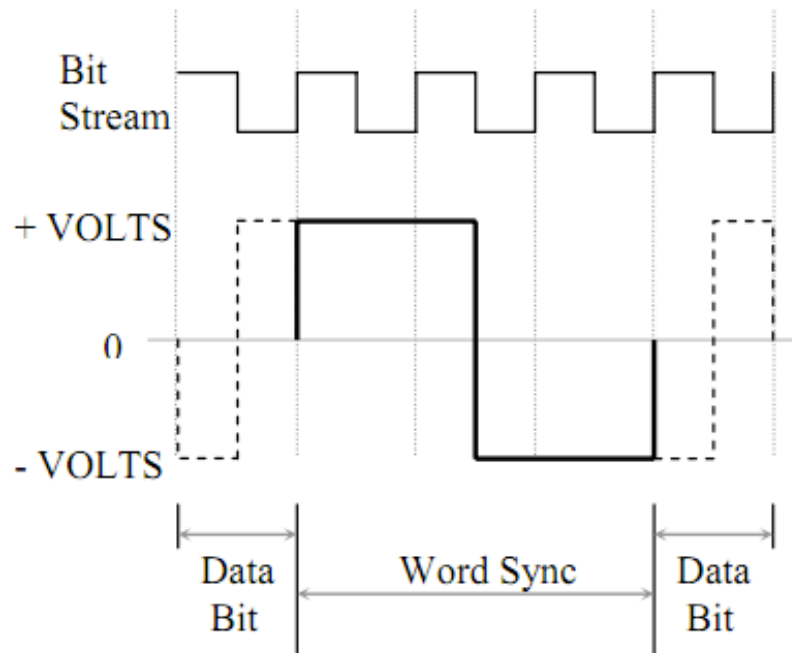 Bit
Stream
+ VOLTS
0
- VOLTS
Data
Bit
Word Sync
Data
Bit